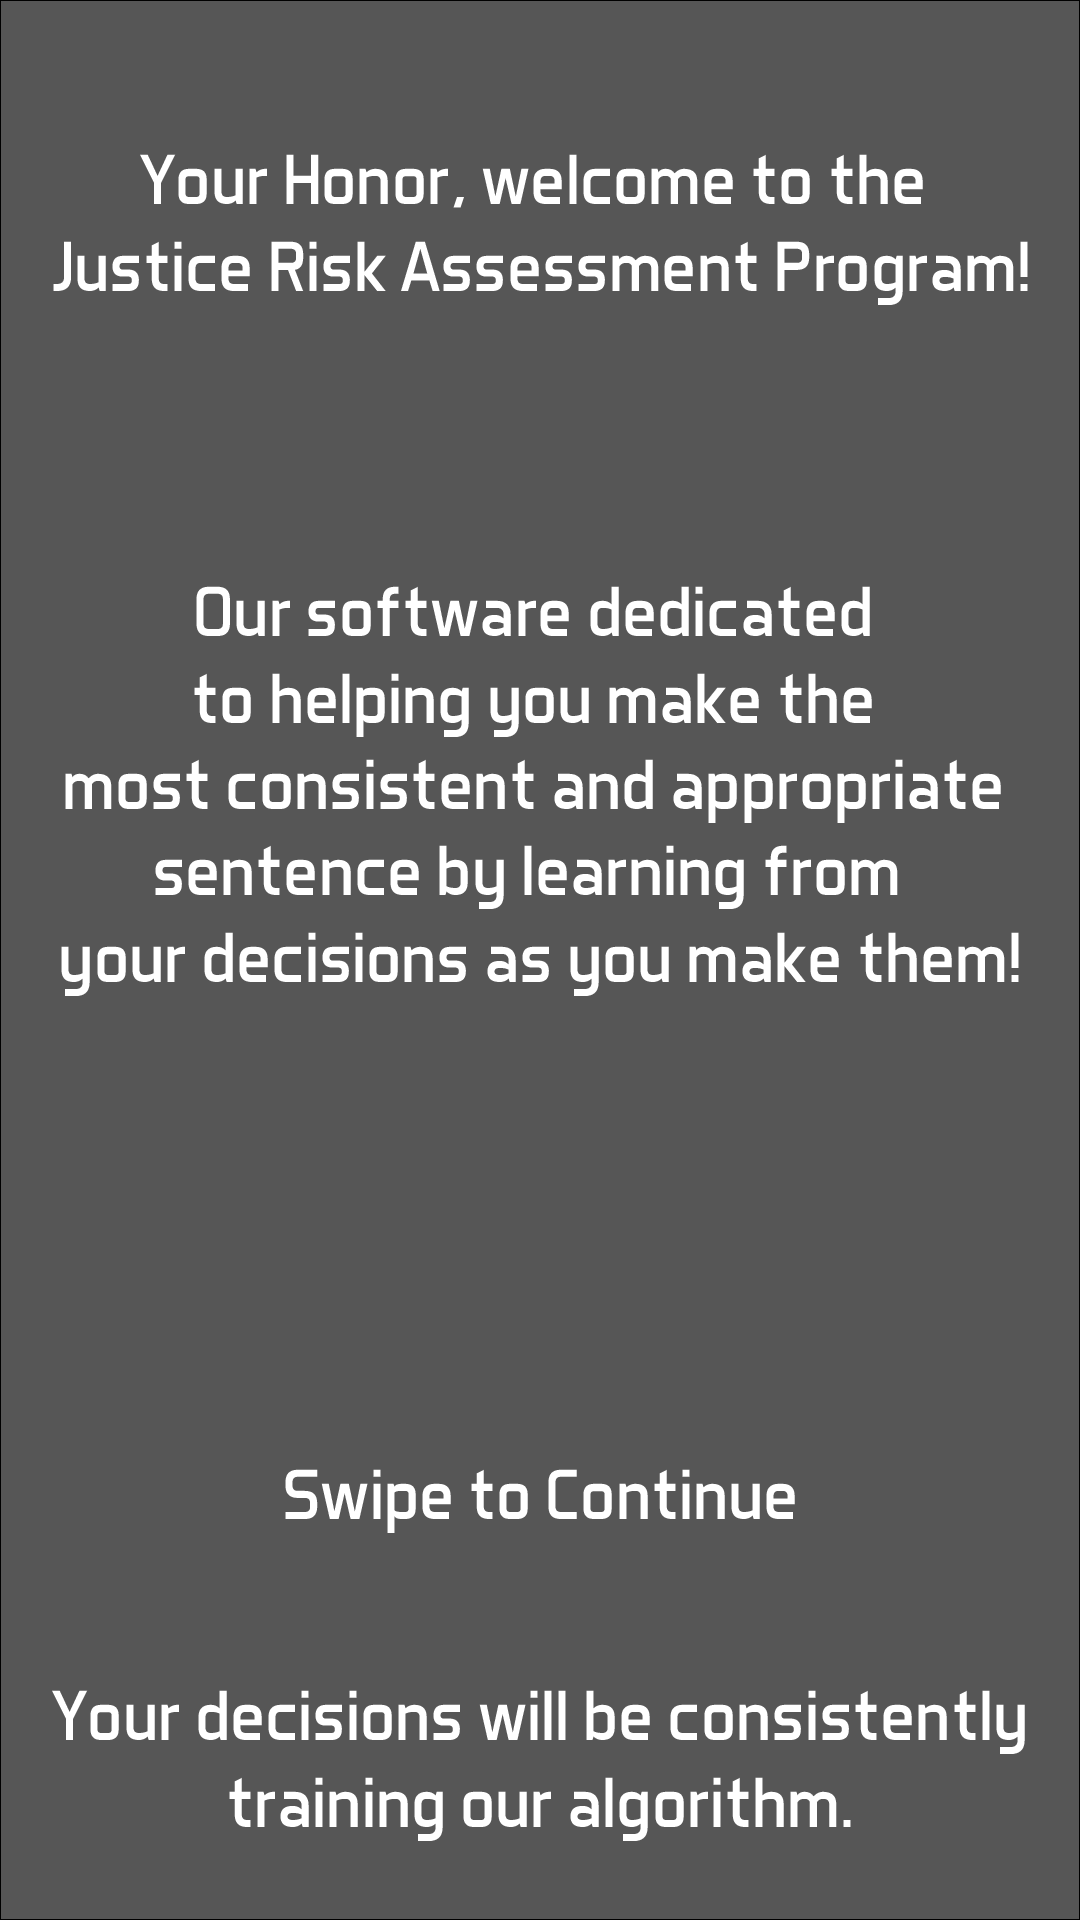 Your Honor, welcome to the
Justice Risk Assessment Program!
Our software dedicated
to helping you make the
most consistent and appropriate
sentence by learning from
your decisions as you make them!
Swipe to Continue
Your decisions will be consistently
training our algorithm.